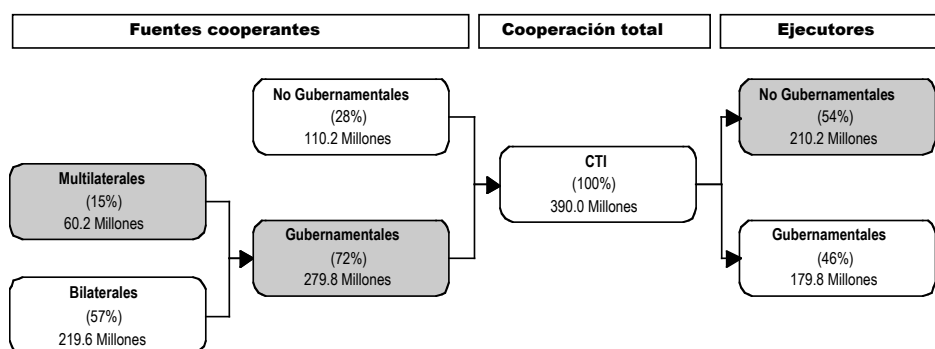 Fuentes cooperantes
Cooperación total
Ejecutores
No Gubernamentales
(28%)
110.2 Millones
Multilaterales
(15%)
60.2 Millones
Gubernamentales
(72%)
279.8 Millones
Bilaterales
(57%)
219.6 Millones
CTI
(100%)
390.0 Millones
No Gubernamentales
(54%)
210.2 Millones
Gubernamentales
(46%)
179.8 Millones